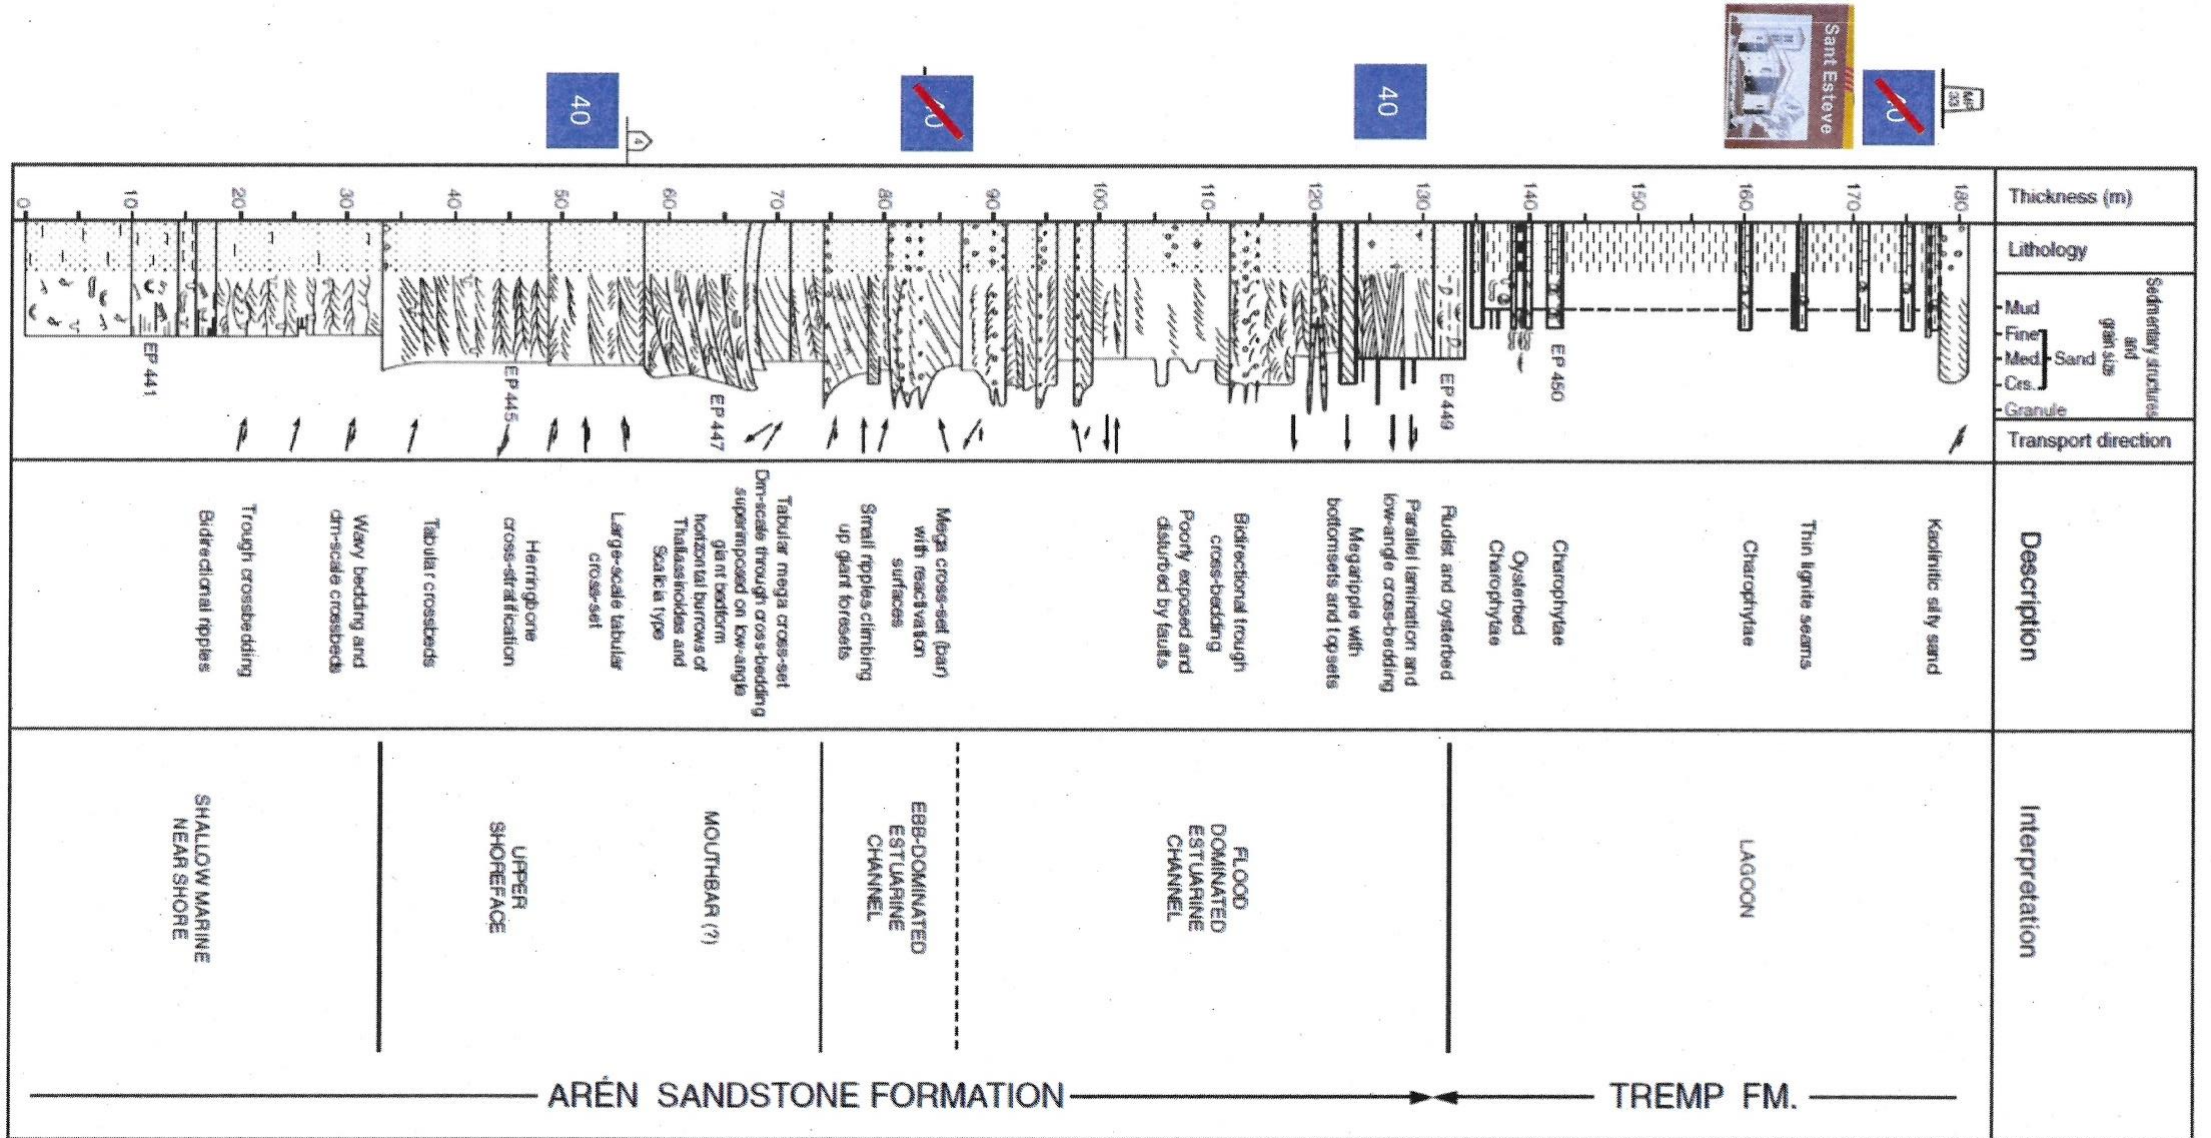 Sant Esteve
40
40
40
40
4
MP
33
Thickness (m)
0
10
20
30
40
50
60
70
80
90
100
110
120
130
140
150
160
170
180
Lithology
Sedimentary structures
and
grain size
Mud
Fine
Med.
Crs.
Sand
Granule
EP 441
EP 445
EP 447
EP 449
EP 450
Transport direction
Description
Bidirectional ripples
Trough crossbedding
Wavy bedding and
dm-scale crossbeds
Tabular crossbeds
Herringbone
cross-stratification
Large-scale tabular
cross-set
Tabular mega cross-set
Dm-scale through cross-bedding
superimposed on low-angle
giant bedform
horizontal burrows of
Thallassinoides and
Scalicia type
Small ripples climbing
up giant foresets
Mega cross-set (bar)
with reactivation
surfaces
Poorly exposed and
disturbed by faults
Bidirectional trough
cross-bedding
Megaripple with
bottomsets and topsets
Parallel lamination and
low-angle cross-bedding
Rudist and oysterbed
Oysterbed
Charophytae
Charophytae
Charophytae
Thin lignite seams
Kaolinitic silty sand
Interpretation
SHALLOW MARINE
NEAR SHORE
UPPER
SHOREFACE
MOUTHBAR (?)
EBB-DOMINATED
ESTUARINE
CHANNEL
FLOOD
DOMINATED
ESTUARINE
CHANNEL
LAGOON
ARÉN SANDSTONE FORMATION
TREMP FM.